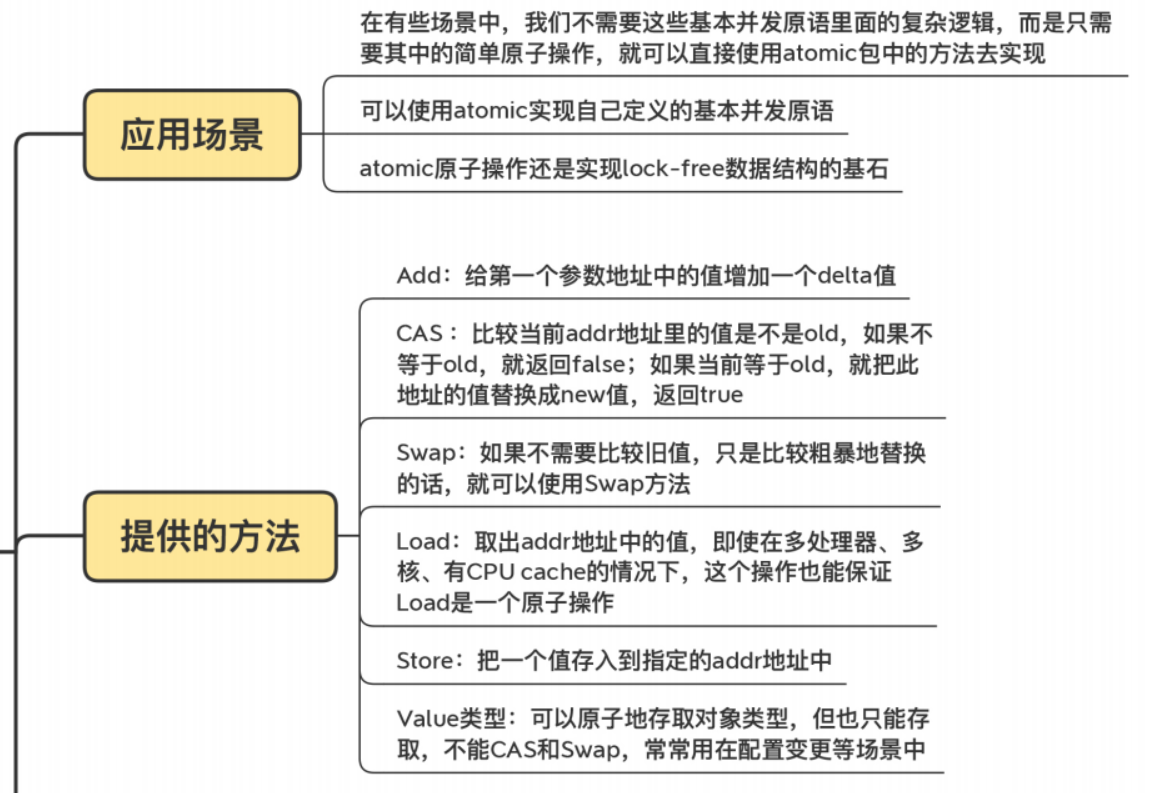 在有些场景中，我们不需要这些基本并发原语里面的复杂逻辑，而是只需
要其中的简单原子操作，就可以直接使用atomic包中的方法去实现
应用场景
可以使用atomic实现自己定义的基本并发原语
atomic原子操作还是实现lock-free数据结构的基石
Add：给第一个参数地址中的值增加一个delta值
CAS ：比较当前addr地址里的值是不是old，如果不
等于old，就返回false；如果当前等于old，就把此
地址的值替换成new值，返回true
Swap：如果不需要比较旧值，只是比较粗暴地替换
的话，就可以使用Swap方法
提供的方法
Load：取出addr地址中的值，即使在多处理器、多
核、有CPU cache的情况下，这个操作也能保证
Load是一个原子操作
Store：把一个值存入到指定的addr地址中
Value类型：可以原子地存取对象类型，但也只能存
取，不能CAS和Swap，常常用在配置变更等场景中